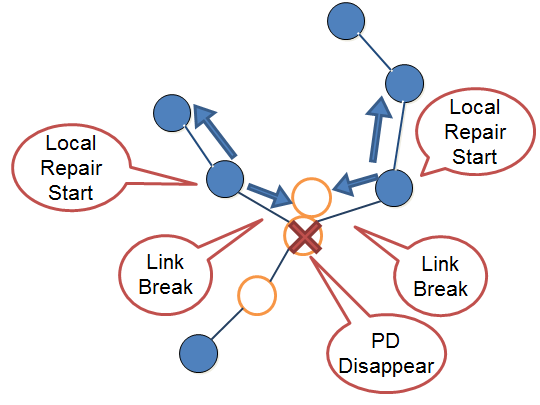 Local
Repair
Start
Local
Repair
Start
Link
Break
Link
Break
PD
Disappear